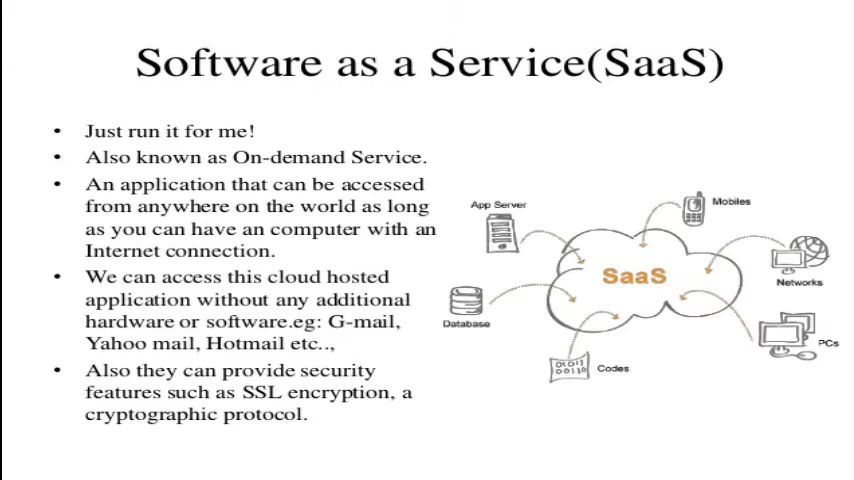 Software as a Service(SaaS)
• Just run it for me!
• Also known as On-demand Service.
• An application that can be accessed
from anywhere on the world as long
as you can have an computer with an
Internet connection.
• We can access this cloud hosted
application without any additional
hardware or software.eg: G-mail,
Yahoo mail, Hotmail etc..,
• Also they can provide security
features such as SSL encryption, a
cryptographic protocol.
App Server
Mobiles
SaaS
Networks
Database
PCs
01011
00110
Codes